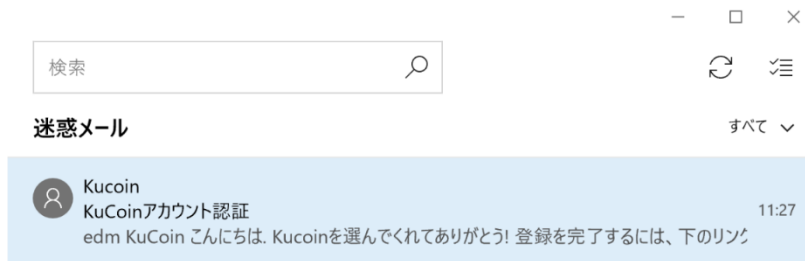 検索
迷惑メール
すべて
Kucoin
KuCoinアカウント認証
11:27
edm KuCoin こんにちは. Kucoinを選んでくれてありがとう! 登録を完了するには、下のリンク